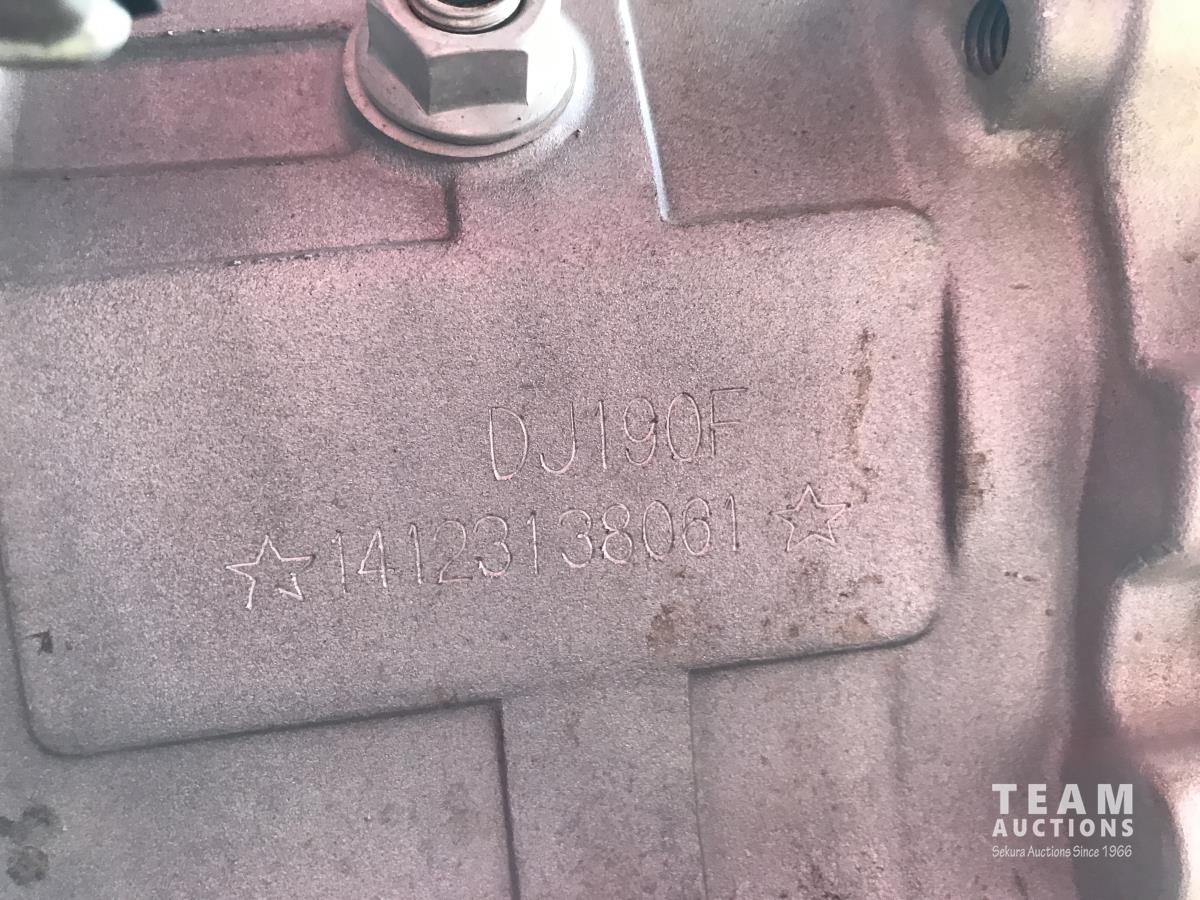 DJ190F
☆14123138061☆
TEAM
AUCTIONS
Sekura Auctions Since 1966